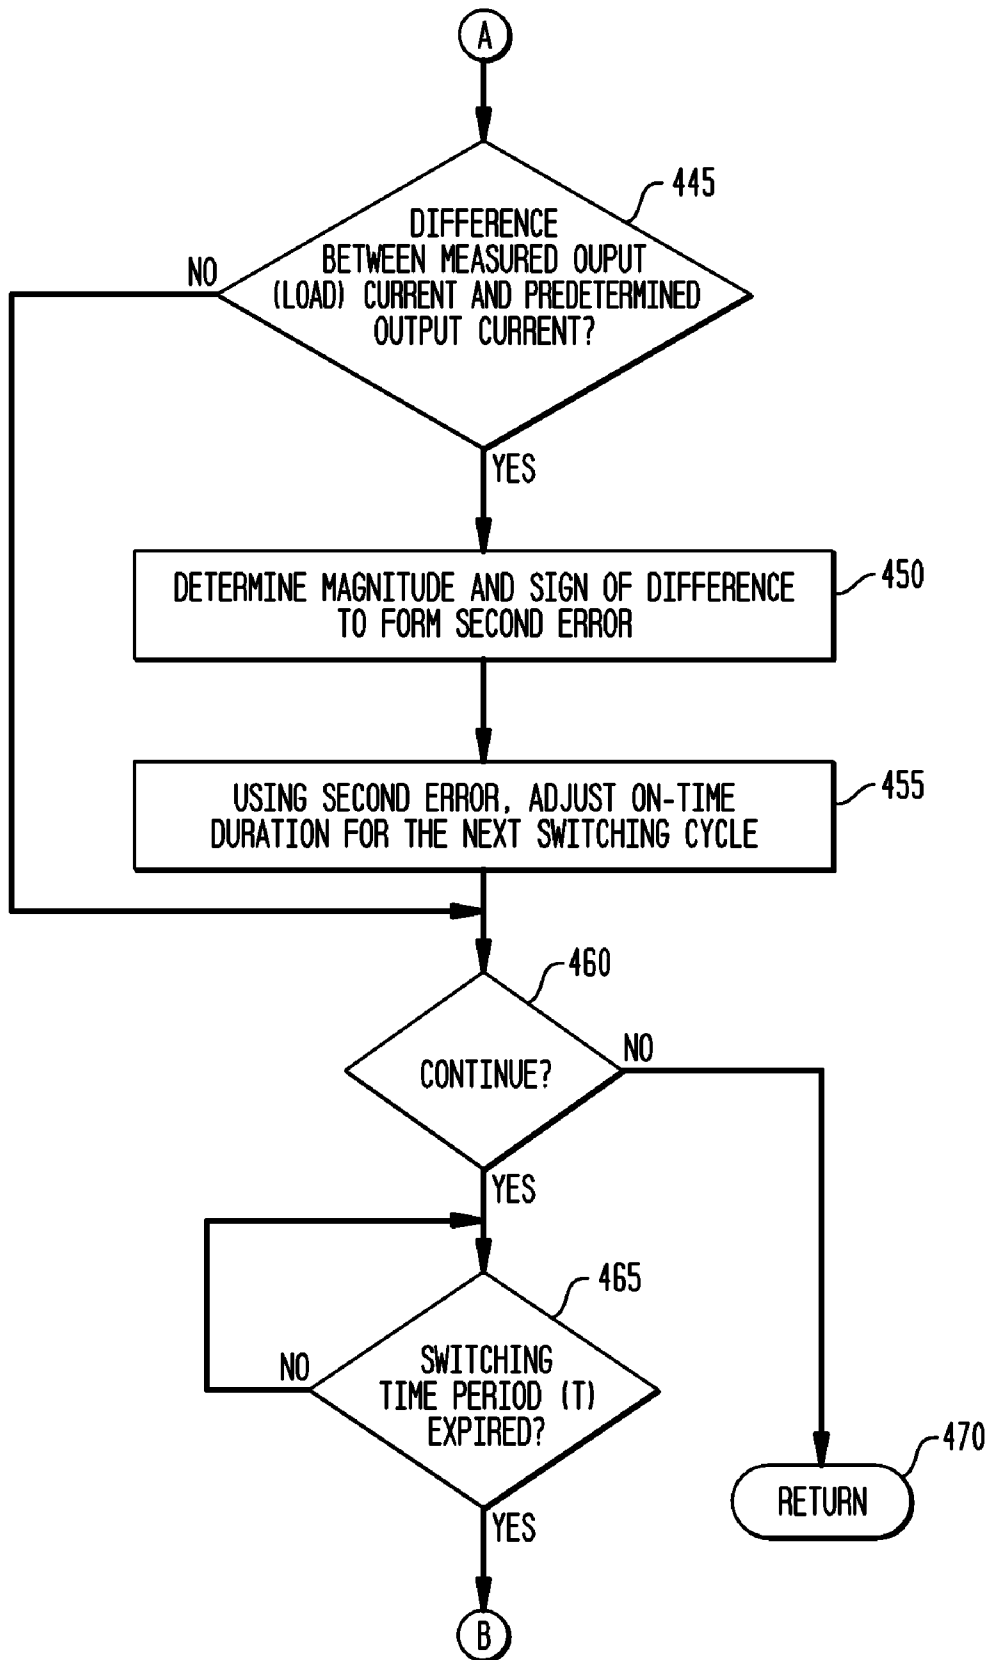 A
445
DIFFERENCE
BETWEEN MEASURED OUPUT
(LOAD) CURRENT AND PREDETERMINED
OUTPUT CURRENT?
NO
YES
450
DETERMINE MAGNITUDE AND SIGN OF DIFFERENCE
TO FORM SECOND ERROR
455
USING SECOND ERROR, ADJUST ON-TIME
DURATION FOR THE NEXT SWITCHING CYCLE
460
CONTINUE?
NO
YES
465
SWITCHING
TIME PERIOD (T)
EXPIRED?
NO
YES
470
RETURN
B